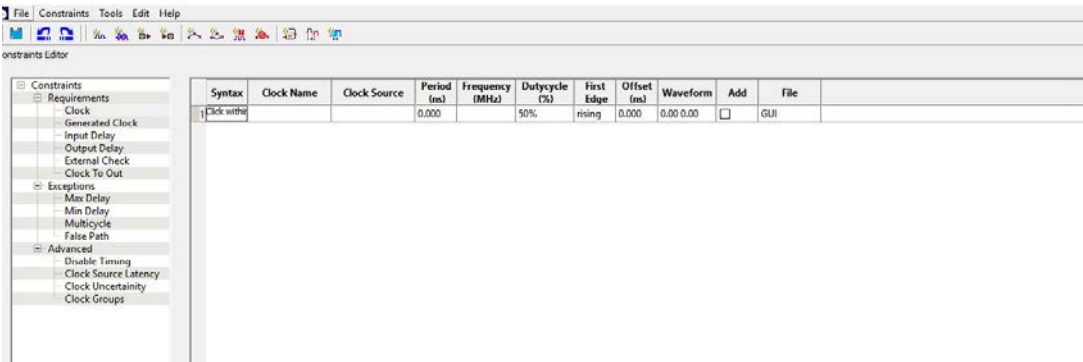 File Constraints Tools Edit Help
onstraints Editor
Constraints
Requirements
Clock
Generated Clock
Input Delay
Output Delay
External Check
Clock To Out
Exceptions
Max Delay
Min Delay
Multicycle
False Path
Advanced
Disable Timing
Clock Source Latency
Clock Uncertainity
Clock Groups
Syntax Clock Name Clock Source Period (ns) Frequency (MHz) Dutycycle (%) First Edge Offset (ns) Waveform Add File
1 Click withi 0.000 50% rising 0.000 0.00 0.00 GUI